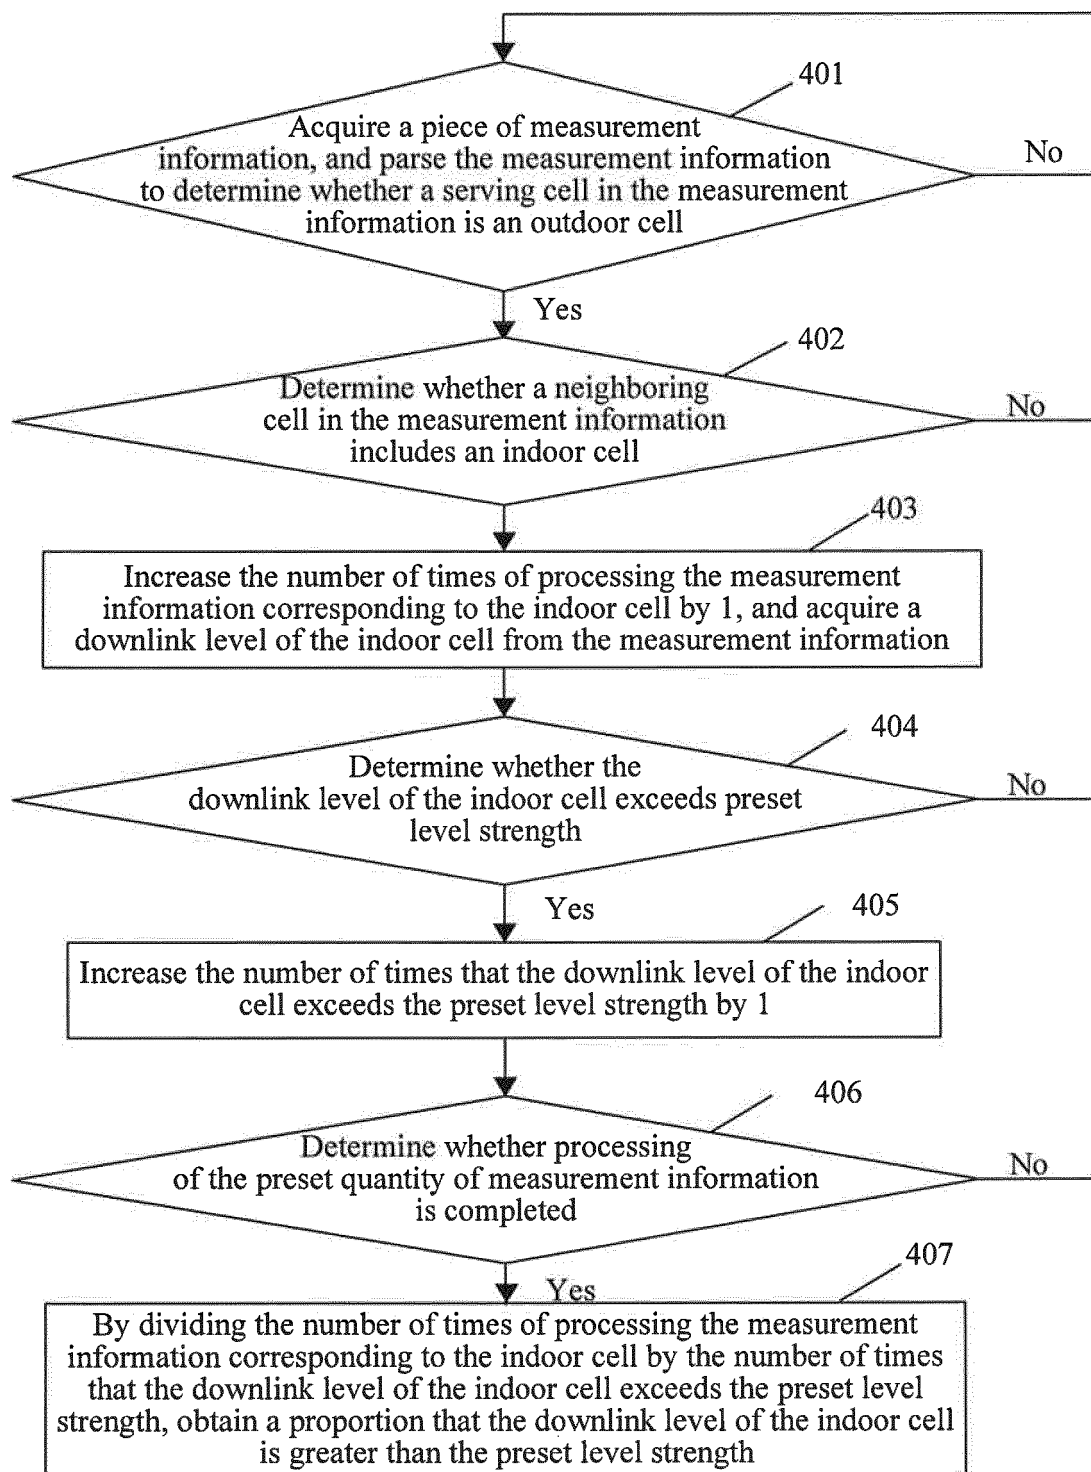 401
Acquire a piece of measurement
information, and parse the measurement information
to determine whether a serving cell in the measurement
information is an outdoor cell
No
Yes
402
Determine whether a neighboring
cell in the measurement information
includes an indoor cell
No
403
Increase the number of times of processing the measurement
information corresponding to the indoor cell by 1, and acquire a
downlink level of the indoor cell from the measurement information
404
Determine whether the
downlink level of the indoor cell exceeds preset
level strength
No
Yes
405
Increase the number of times that the downlink level of the indoor
cell exceeds the preset level strength by 1
406
Determine whether processing
of the preset quantity of measurement information
is completed
No
Yes
407
By dividing the number of times of processing the measurement
information corresponding to the indoor cell by the number of times
that the downlink level of the indoor cell exceeds the preset level
strength, obtain a proportion that the downlink level of the indoor cell
is greater than the preset level strength